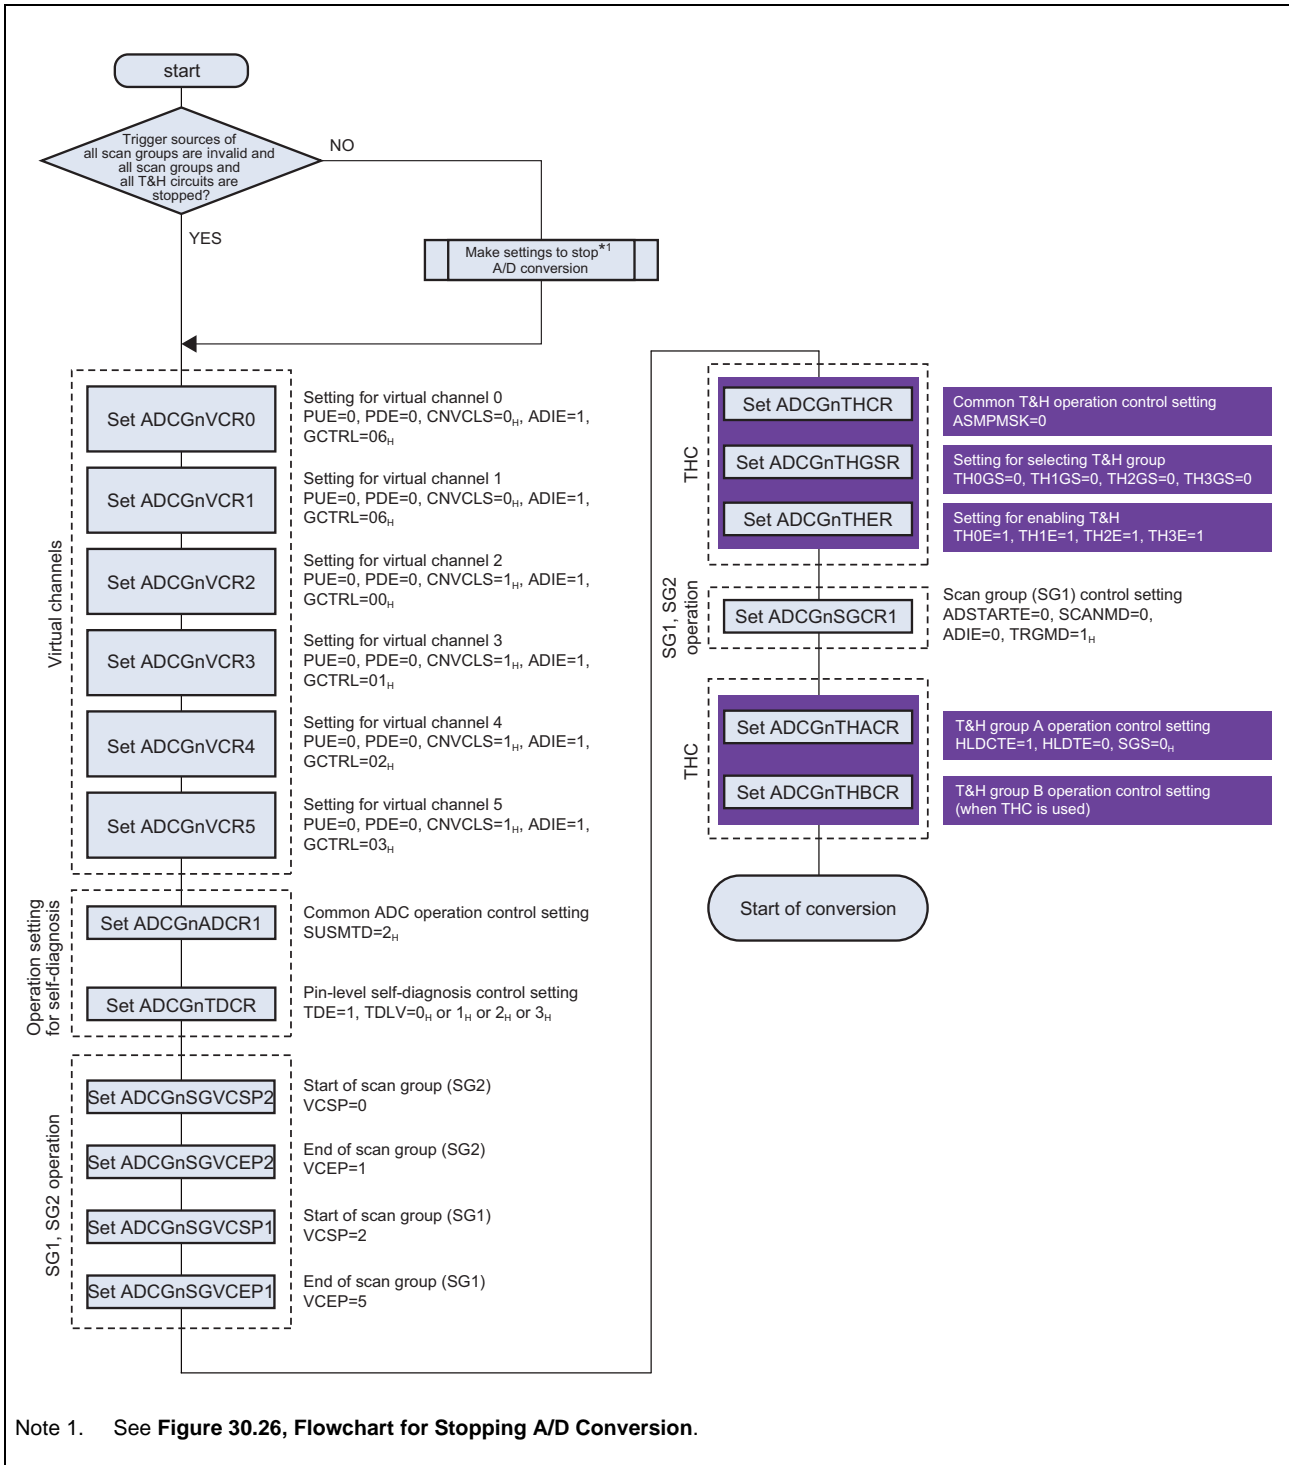 start
Trigger sources of
all scan groups are invalid and
all scan groups and
all T&H circuits are
stopped?
NO
YES
Make settings to stop*1
A/D conversion
Virtual channels
Set ADCGnVCR0
Setting for virtual channel 0
PUE=0, PDE=0, CNVCLS=0H, ADIE=1,
GCTRL=06H
Set ADCGnVCR1
Setting for virtual channel 1
PUE=0, PDE=0, CNVCLS=0H, ADIE=1,
GCTRL=06H
Set ADCGnVCR2
Setting for virtual channel 2
PUE=0, PDE=0, CNVCLS=1H, ADIE=1,
GCTRL=00H
Set ADCGnVCR3
Setting for virtual channel 3
PUE=0, PDE=0, CNVCLS=1H, ADIE=1,
GCTRL=01H
Set ADCGnVCR4
Setting for virtual channel 4
PUE=0, PDE=0, CNVCLS=1H, ADIE=1,
GCTRL=02H
Set ADCGnVCR5
Setting for virtual channel 5
PUE=0, PDE=0, CNVCLS=1H, ADIE=1,
GCTRL=03H
Operation setting
for self-diagnosis
Set ADCGnADCR1
Common ADC operation control setting
SUSMTD=2H
Set ADCGnTDCR
Pin-level self-diagnosis control setting
TDE=1, TDLV=0H or 1H or 2H or 3H
SG1, SG2 operation
Set ADCGnSGVCSP2
Start of scan group (SG2)
VCSP=0
Set ADCGnSGVCEP2
End of scan group (SG2)
VCEP=1
Set ADCGnSGVCSP1
Start of scan group (SG1)
VCSP=2
Set ADCGnSGVCEP1
End of scan group (SG1)
VCEP=5
THC
Set ADCGnTHCR
Common T&H operation control setting
ASMPMSK=0
Set ADCGnTHGSR
Setting for selecting T&H group
TH0GS=0, TH1GS=0, TH2GS=0, TH3GS=0
Set ADCGnTHER
Setting for enabling T&H
TH0E=1, TH1E=1, TH2E=1, TH3E=1
SG1, SG2
operation
Set ADCGnSGCR1
Scan group (SG1) control setting
ADSTARTE=0, SCANMD=0,
ADIE=0, TRGMD=1H
THC
Set ADCGnTHACR
T&H group A operation control setting
HLDCTE=1, HLDTE=0, SGS=0H
Set ADCGnTHBCR
T&H group B operation control setting
(when THC is used)
Start of conversion
Note 1. See Figure 30.26, Flowchart for Stopping A/D Conversion.